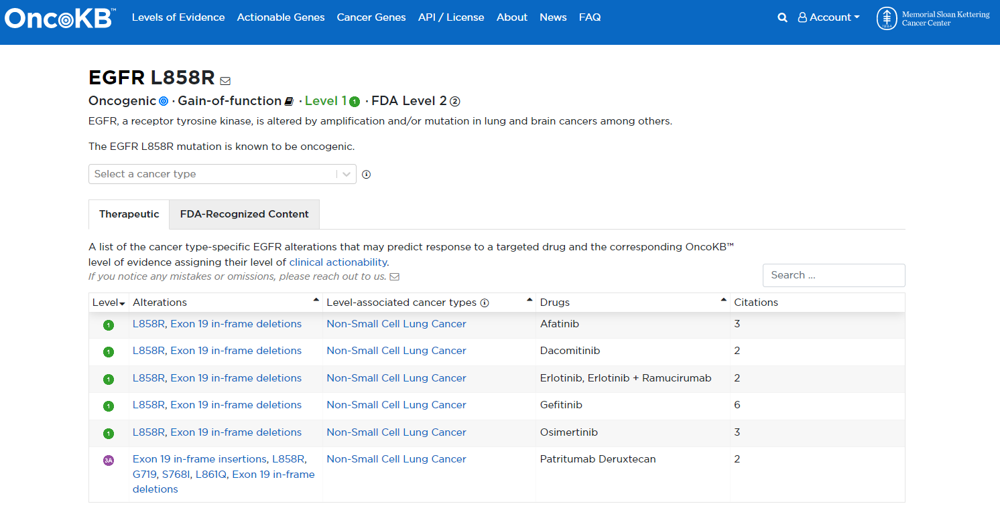 OncoKB™ Levels of Evidence Actionable Genes Cancer Genes API / License About News FAQ Account Memorial Sloan Kettering
Cancer Center
1884
EGFR L858R
Oncogenic · Gain-of-function · Level 1 1 · FDA Level 2 2
EGFR, a receptor tyrosine kinase, is altered by amplification and/or mutation in lung and brain cancers among others.
The EGFR L858R mutation is known to be oncogenic.
Select a cancer type
Therapeutic FDA-Recognized Content
A list of the cancer type-specific EGFR alterations that may predict response to a targeted drug and the corresponding OncoKB™
level of evidence assigning their level of clinical actionability.
If you notice any mistakes or omissions, please reach out to us.
Search ...
Level Alterations Level-associated cancer types Drugs Citations
1 L858R, Exon 19 in-frame deletions Non-Small Cell Lung Cancer Afatinib 3
1 L858R, Exon 19 in-frame deletions Non-Small Cell Lung Cancer Dacomitinib 2
1 L858R, Exon 19 in-frame deletions Non-Small Cell Lung Cancer Erlotinib, Erlotinib + Ramucirumab 2
1 L858R, Exon 19 in-frame deletions Non-Small Cell Lung Cancer Gefitinib 6
1 L858R, Exon 19 in-frame deletions Non-Small Cell Lung Cancer Osimertinib 3
3A Exon 19 in-frame insertions, L858R, Non-Small Cell Lung Cancer Patritumab Deruxtecan 2
G719, S768I, L861Q, Exon 19 in-frame
deletions